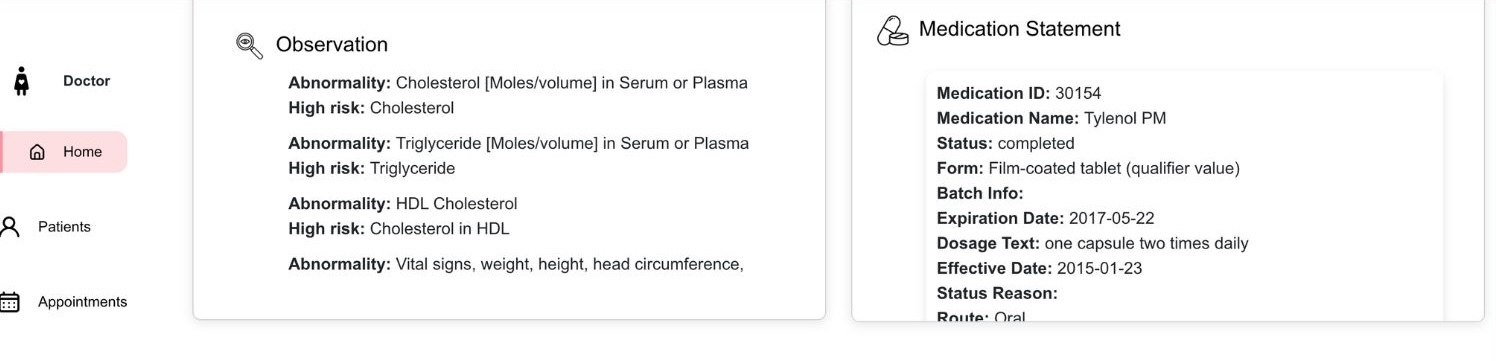 Doctor
Home
Patients
Appointments
Observation
Abnormality: Cholesterol [Moles/volume] in Serum or Plasma
High risk: Cholesterol
Abnormality: Triglyceride [Moles/volume] in Serum or Plasma
High risk: Triglyceride
Abnormality: HDL Cholesterol
High risk: Cholesterol in HDL
Abnormality: Vital signs, weight, height, head circumference,
Medication Statement
Medication ID: 30154
Medication Name: Tylenol PM
Status: completed
Form: Film-coated tablet (qualifier value)
Batch Info:
Expiration Date: 2017-05-22
Dosage Text: one capsule two times daily
Effective Date: 2015-01-23
Status Reason:
Route: Oral